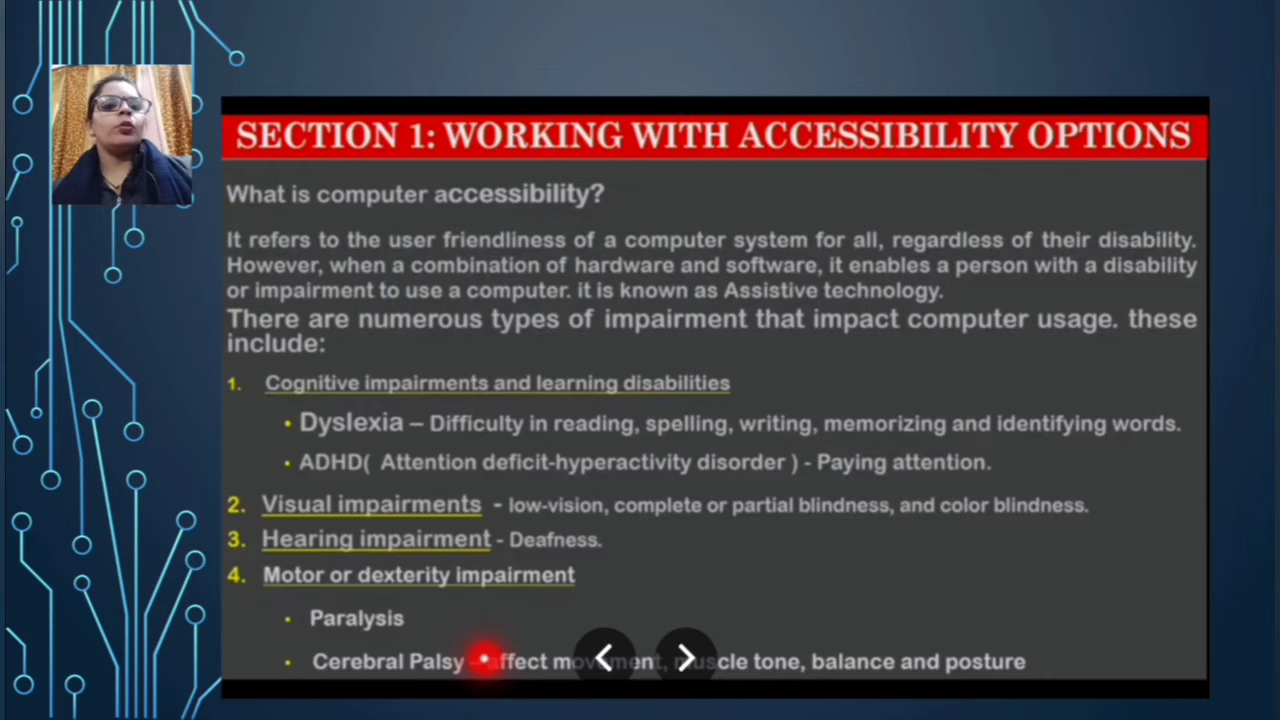 SECTION 1: WORKING WITH ACCESSIBILITY OPTIONS
What is computer accessibility?
It refers to the user friendliness of a computer system for all, regardless of their disability.
However, when a combination of hardware and software, it enables a person with a disability
or impairment to use a computer. it is known as Assistive technology.
There are numerous types of impairment that impact computer usage. these
include:
1. Cognitive impairments and learning disabilities
• Dyslexia – Difficulty in reading, spelling, writing, memorizing and identifying words.
• ADHD( Attention deficit-hyperactivity disorder ) - Paying attention.
2. Visual impairments - low-vision, complete or partial blindness, and color blindness.
3. Hearing impairment - Deafness.
4. Motor or dexterity impairment
• Paralysis
• Cerebral Palsy – affect movement, muscle tone, balance and posture